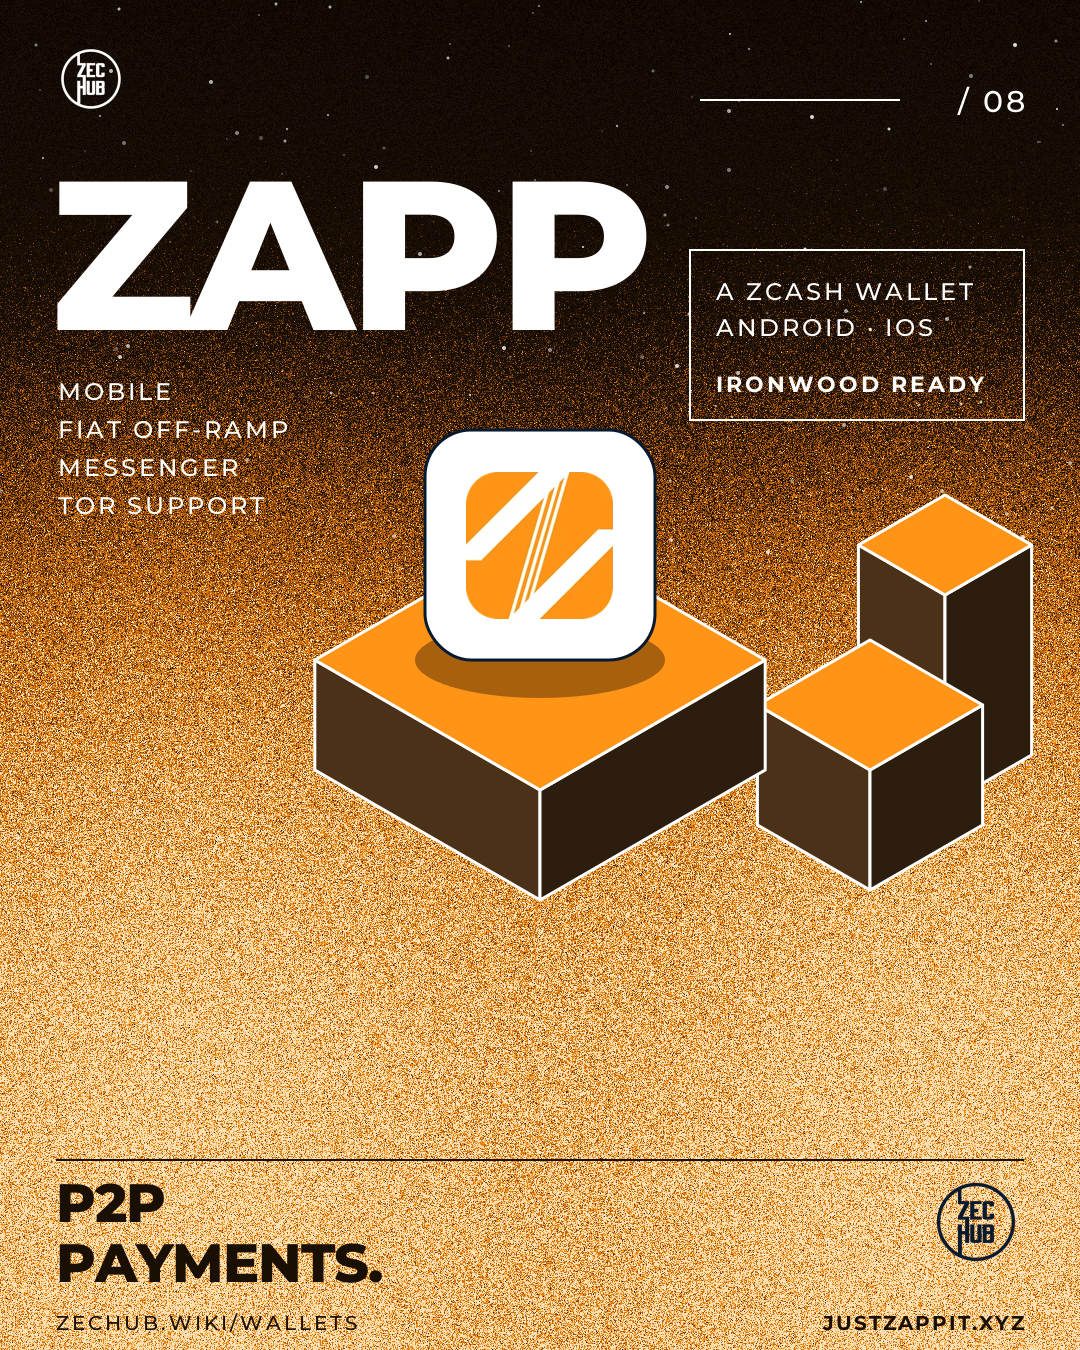 ZEC
HUB
/ 08
ZAPP
A ZCASH WALLET
ANDROID · IOS
IRONWOOD READY
MOBILE
FIAT OFF-RAMP
MESSENGER
TOR SUPPORT
P2P
PAYMENTS.
ZEC
HUB
ZECHUB.WIKI/WALLETS
JUSTZAPPIT.XYZ